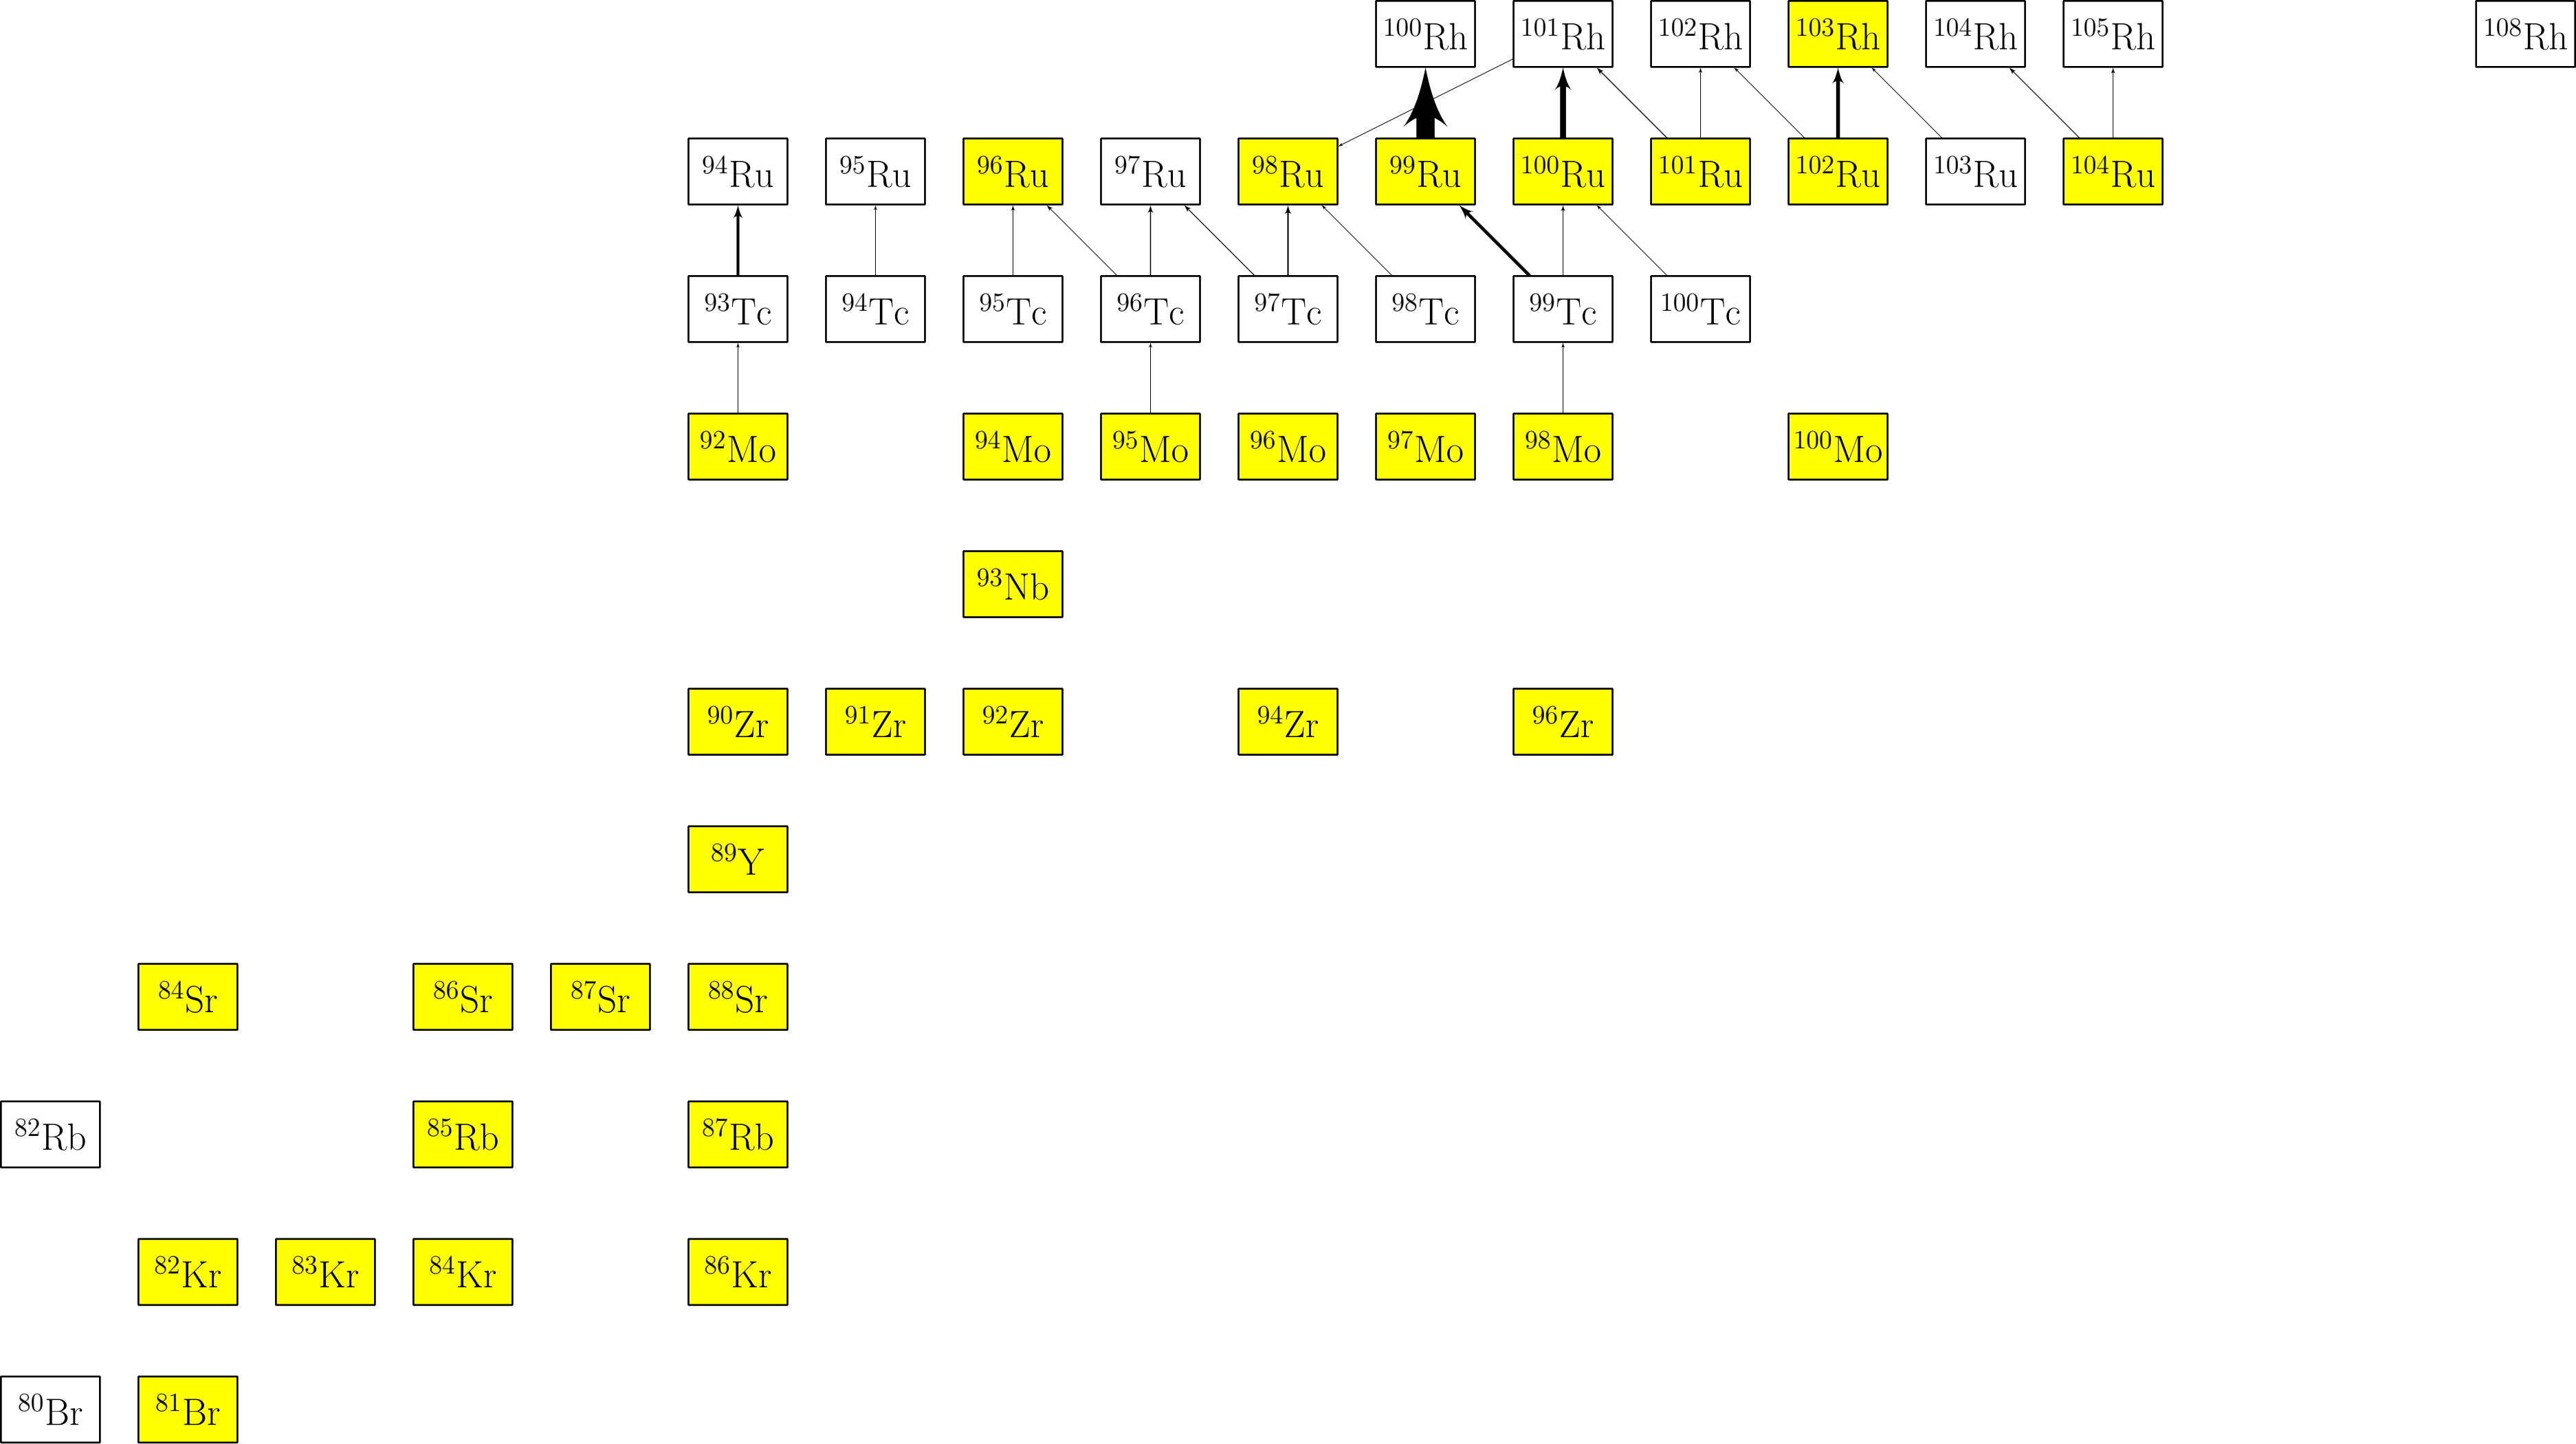 ¹⁰⁰Rh ¹⁰¹Rh ¹⁰²Rh ¹⁰³Rh ¹⁰⁴Rh ¹⁰⁵Rh ¹⁰⁸Rh
⁹⁴Ru ⁹⁵Ru ⁹⁶Ru ⁹⁷Ru ⁹⁸Ru ⁹⁹Ru ¹⁰⁰Ru ¹⁰¹Ru ¹⁰²Ru ¹⁰³Ru ¹⁰⁴Ru
⁹³Tc ⁹⁴Tc ⁹⁵Tc ⁹⁶Tc ⁹⁷Tc ⁹⁸Tc ⁹⁹Tc ¹⁰⁰Tc
⁹²Mo ⁹⁴Mo ⁹⁵Mo ⁹⁶Mo ⁹⁷Mo ⁹⁸Mo ¹⁰⁰Mo
⁹³Nb
⁹⁰Zr ⁹¹Zr ⁹²Zr ⁹⁴Zr ⁹⁶Zr
⁸⁹Y
⁸⁴Sr ⁸⁶Sr ⁸⁷Sr ⁸⁸Sr
⁸²Rb ⁸⁵Rb ⁸⁷Rb
⁸²Kr ⁸³Kr ⁸⁴Kr ⁸⁶Kr
⁸⁰Br ⁸¹Br